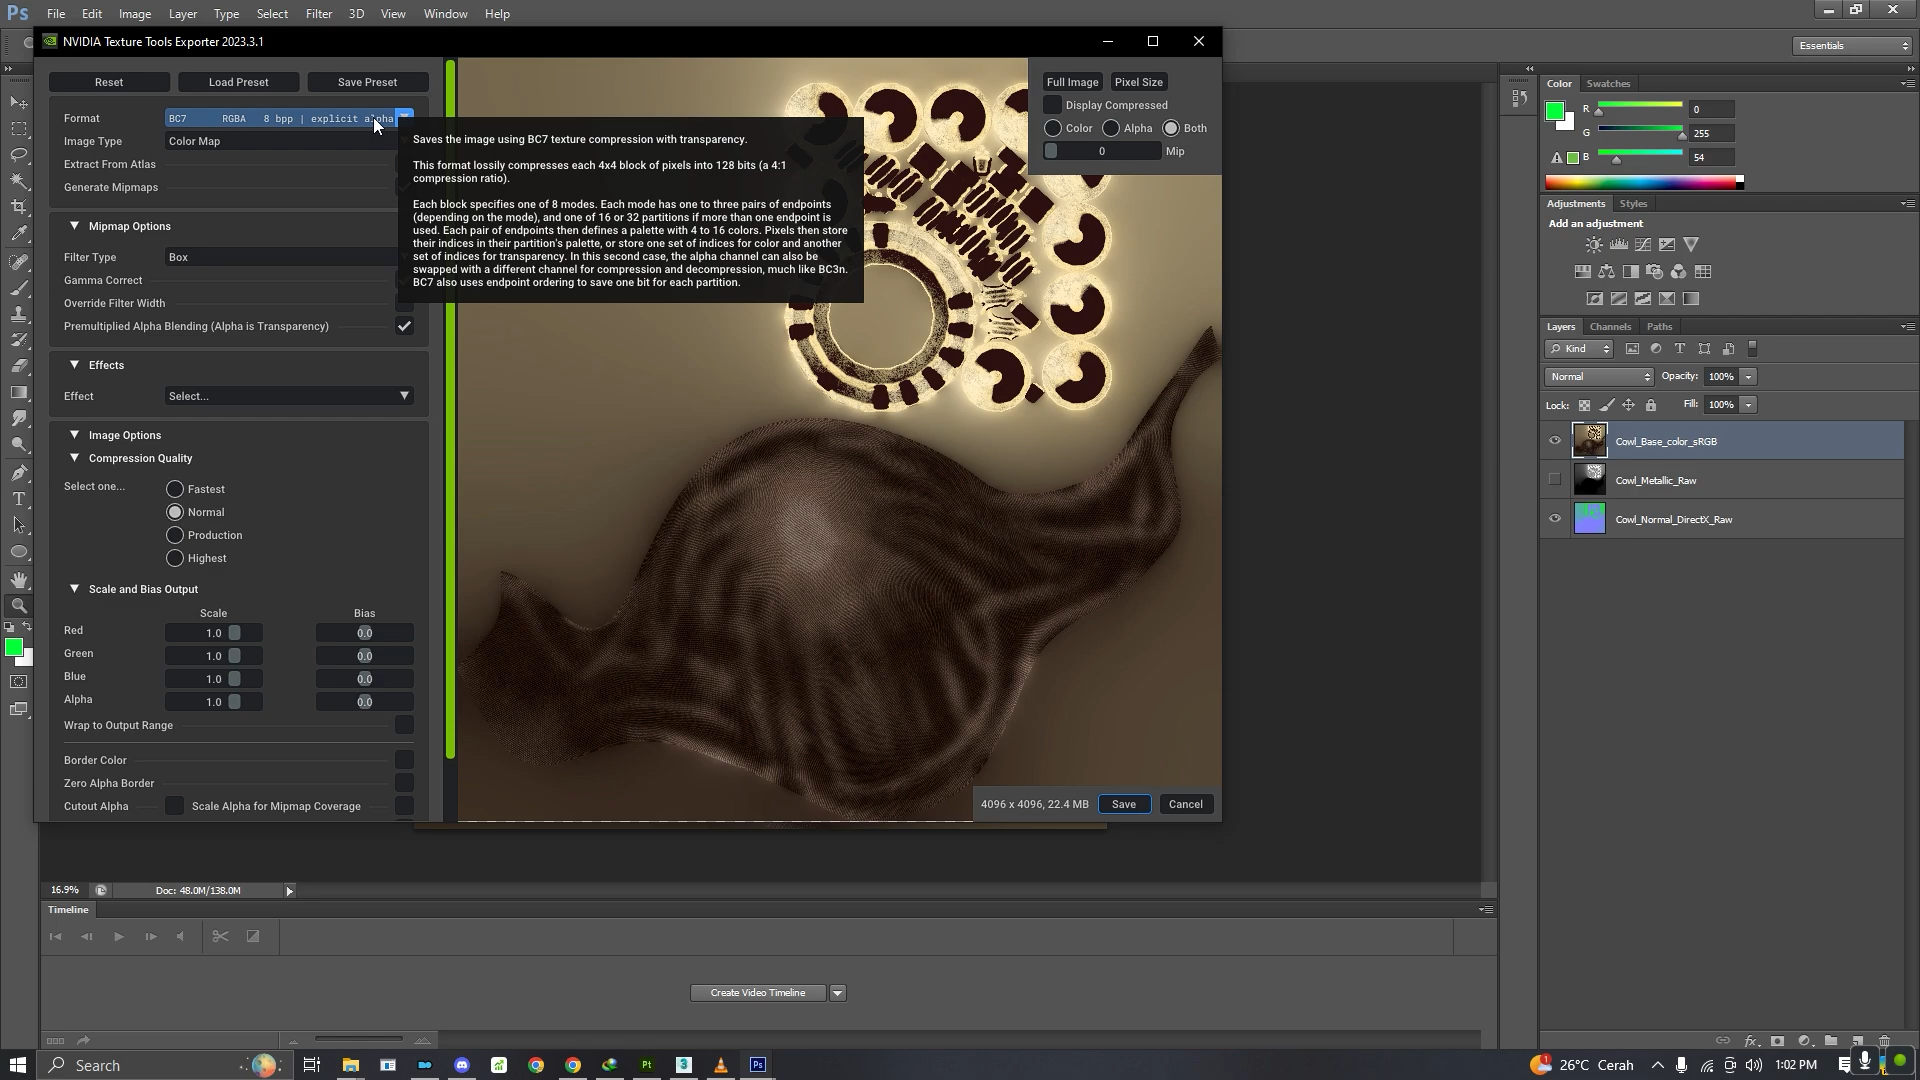 Ps File Edit Image Layer Type Select Filter 3D View Window Help
NVIDIA Texture Tools Exporter 2023.3.1
Essentials
Reset Load Preset Save Preset
Format BC7 RGBA 8 bpp | explicit alpha
Image Type Color Map
Extract From Atlas
Generate Mipmaps
Mipmap Options
Filter Type Box
Gamma Correct
Override Filter Width
Premultiplied Alpha Blending (Alpha is Transparency)
Effects
Effect Select...
Image Options
Compression Quality
Select one...
Fastest
Normal
Production
Highest
Scale and Bias Output
Scale Bias
Red 1.0 0.0
Green 1.0 0.0
Blue 1.0 0.0
Alpha 1.0 0.0
Wrap to Output Range
Border Color
Zero Alpha Border
Cutout Alpha Scale Alpha for Mipmap Coverage
Saves the image using BC7 texture compression with transparency.
This format lossily compresses each 4x4 block of pixels into 128 bits (a 4:1
compression ratio).
Each block specifies one of 8 modes. Each mode has one to three pairs of endpoints
(depending on the mode), and one of 16 or 32 partitions if more than one endpoint is
used. Each pair of endpoints then defines a palette with 4 to 16 colors. Pixels then store
their indices in their partition's palette, or store one set of indices for color and another
set of indices for transparency. In this second case, the alpha channel can also be
swapped with a different channel for compression and decompression, much like BC3n.
BC7 also uses endpoint ordering to save one bit for each partition.
Full Image Pixel Size
Display Compressed
Color Alpha Both
0 Mip
4096 x 4096, 22.4 MB Save Cancel
Color Swatches
R 0
G 255
B 54
Adjustments Styles
Add an adjustment
Layers Channels Paths
Kind
Normal Opacity: 100%
Lock: Fill: 100%
Cowl_Base_color_sRGB
Cowl_Metallic_Raw
Cowl_Normal_DirectX_Raw
16.9% Doc: 48.0M/138.0M
Timeline
Create Video Timeline
fx
Search
Pt
3
Ps
1
26°C Cerah
1:02 PM